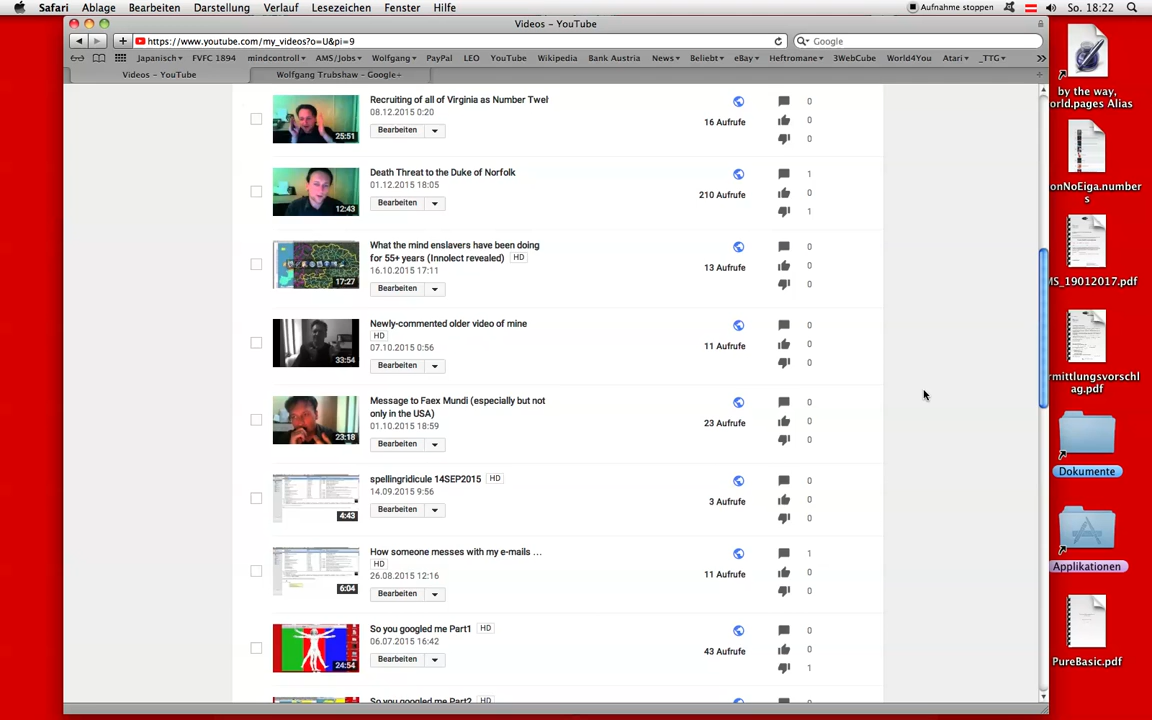 Safari Ablage Bearbeiten Darstellung Verlauf Lesezeichen Fenster Hilfe Aufnahme stoppen So. 18:22
Videos – YouTube
https://www.youtube.com/my_videos?o=U&pi=9
Google
Japanisch FVFC 1894 mindcontroll AMS/Jobs Wolfgang PayPal LEO YouTube Wikipedia Bank Austria News Beliebt eBay Heftromane 3WebCube World4You Atari _TTG
Videos – YouTube
Wolfgang Trubshaw – Google+
Recruiting of all of Virginia as Number Twel
08.12.2015 0:20
Bearbeiten
25:51
16 Aufrufe
0
0
0
Death Threat to the Duke of Norfolk
01.12.2015 18:05
Bearbeiten
12:43
210 Aufrufe
1
0
1
What the mind enslavers have been doing
for 55+ years (Innolect revealed) HD
16.10.2015 17:11
Bearbeiten
17:27
13 Aufrufe
0
0
0
Newly-commented older video of mine
HD
07.10.2015 0:56
Bearbeiten
33:54
11 Aufrufe
0
0
0
Message to Faex Mundi (especially but not
only in the USA)
01.10.2015 18:59
Bearbeiten
23:18
23 Aufrufe
0
0
0
spellingridicule 14SEP2015 HD
14.09.2015 9:56
Bearbeiten
4:43
3 Aufrufe
0
0
0
How someone messes with my e-mails ...
HD
26.08.2015 12:16
Bearbeiten
6:04
11 Aufrufe
1
0
0
So you googled me Part1 HD
06.07.2015 16:42
Bearbeiten
24:54
43 Aufrufe
0
0
1
So you googled me Part2 HD
0
by the way,
world.pages Alias
onNoEiga.number
s
MS_19012017.pdf
rmittlungsvorschl
ag.pdf
Dokumente
Applikationen
PureBasic.pdf